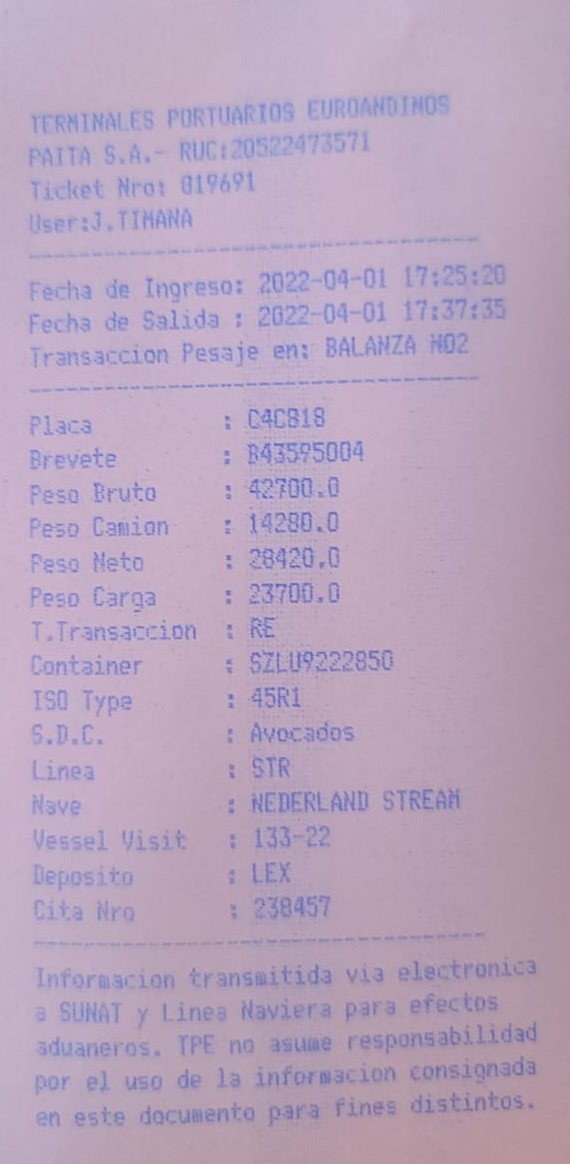 TERMINALES PORTUARIOS EUROANDINOS
PAITA S.A.- RUC:20522473571
Ticket Nro: 819691
User:J.TIMANA
Fecha de Ingreso: 2022-04-01 17:25:20
Fecha de Salida : 2022-04-01 17:37:35
Transaccion Pesaje en: BALANZA NO2
Placa : C4C818
Brevete : B43595004
Peso Bruto : 42700.0
Peso Camion : 14280.0
Peso Neto : 28420.0
Peso Carga : 23700.0
T.Transaccion : RE
Container : SZLU9222850
ISO Type : 45R1
S.D.C. : Avocados
Linea : STR
Nave : NEDERLAND STREAM
Vessel Visit : 133-22
Deposito : LEX
Cita Nro : 238457
Informacion transmitida via electronica
a SUNAT y Linea Naviera para efectos
aduaneros. TPE no asume responsabilidad
por el uso de la informacion consignada
en este documento para fines distintos.